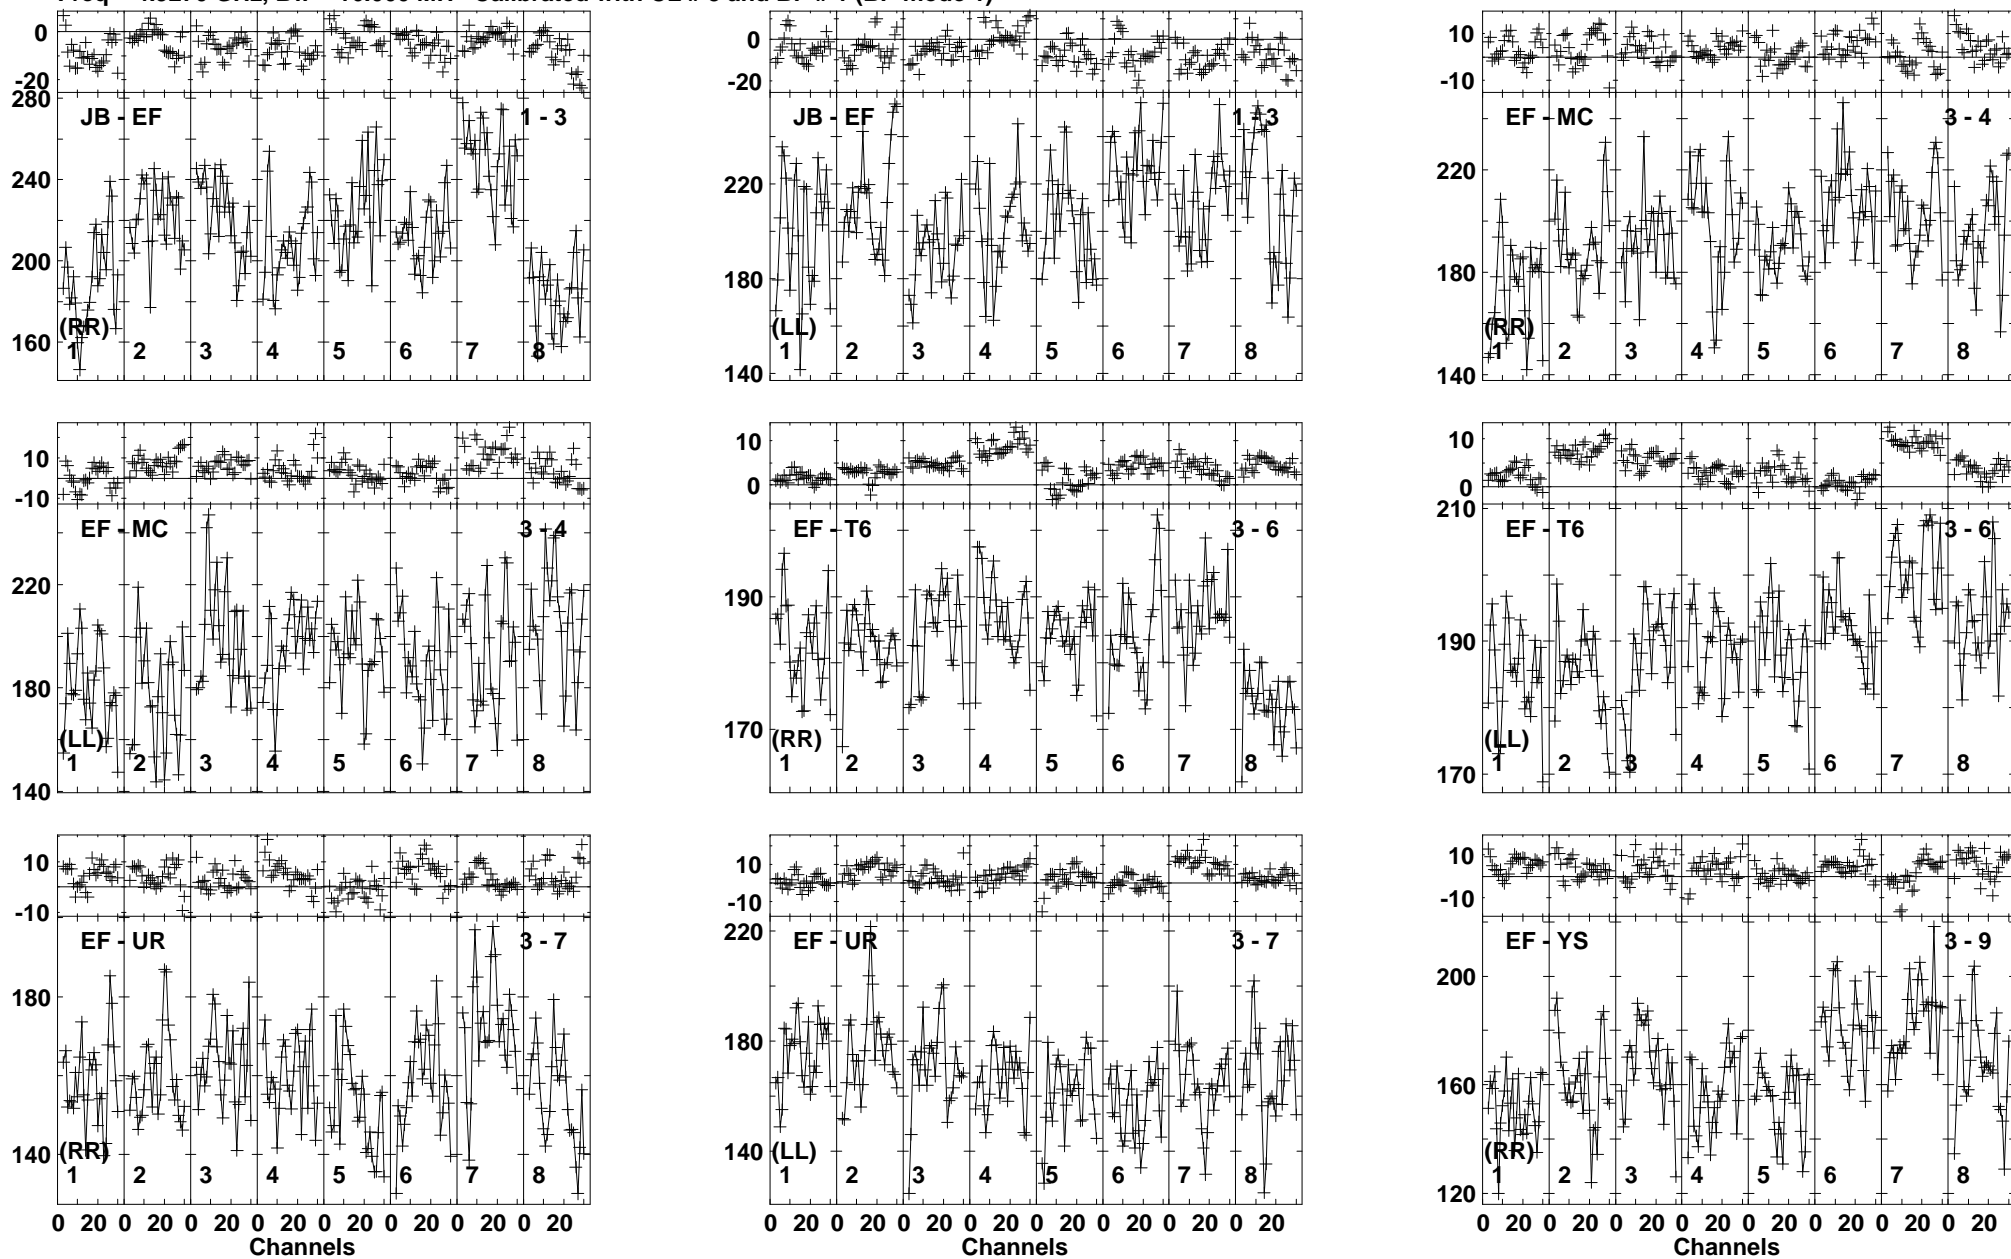 0 0 10
-20 -20 -10
280 JB - EF 1 - 3 JB - EF 1 - 3 EF - MC 3 - 4
240 220 220
200 180 180
160 (RR) (LL) 140 (RR) 140
1 2 3 4 5 6 7 8 1 2 3 4 5 6 7 8 1 2 3 4 5 6 7 8
10 10 10
-10 0 0
EF - MC 3 - 4 EF - T6 3 - 6 210 EF - T6 3 - 6
220 190 190
180 170 170
140 (LL) (RR) (LL)
1 2 3 4 5 6 7 8 1 2 3 4 5 6 7 8 1 2 3 4 5 6 7 8
10 10 10
-10 -10 -10
EF - UR 3 - 7 220 EF - UR 3 - 7 EF - YS 3 - 9
180 180 200
140 140 160
(RR) (LL) (RR) 120
1 2 3 4 5 6 7 8 1 2 3 4 5 6 7 8 1 2 3 4 5 6 7 8
0 20 0 20 0 20 0 20 0 20 0 20 0 20 0 20 0 20 0 20 0 20 0 20 0 20 0 20 0 20 0 20 0 20 0 20 0 20 0 20 0 20 0 20 0 20 0 20
Channels Channels Channels